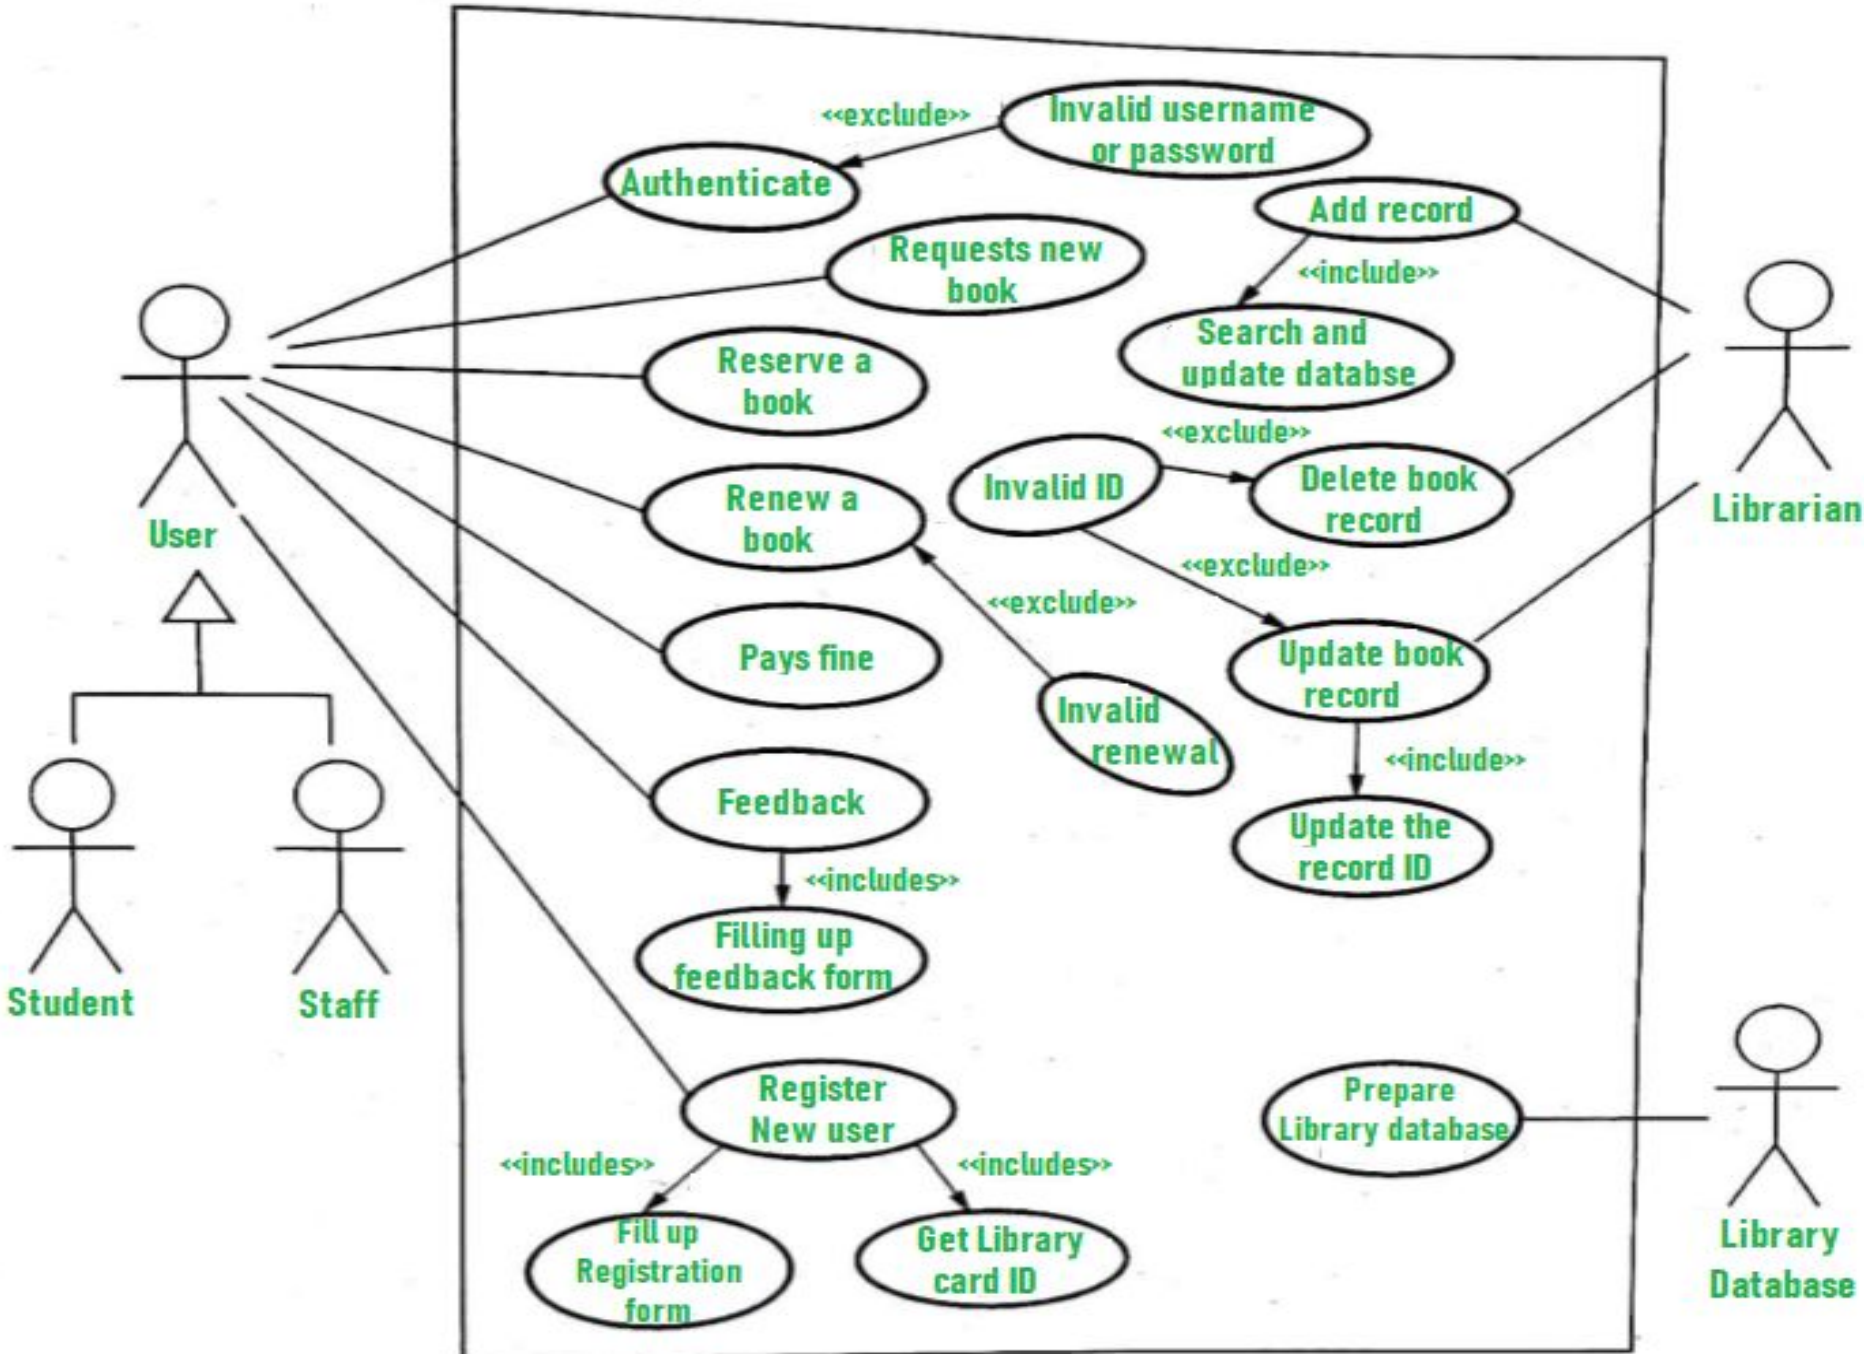 <<exclude>>
Invalid username
or password
Authenticate
Add record
Requests new
book
<<include>>
Search and
update databse
Reserve a
book
<<exclude>>
Invalid ID
Delete book
record
Renew a
book
Librarian
User
<<exclude>>
<<exclude>>
Pays fine
Update book
record
Invalid
renewal
<<include>>
Feedback
Update the
record ID
<<includes>>
Filling up
feedback form
Student
Staff
Register
New user
Prepare
Library database
<<includes>>
<<includes>>
Fill up
Registration
form
Get Library
card ID
Library
Database